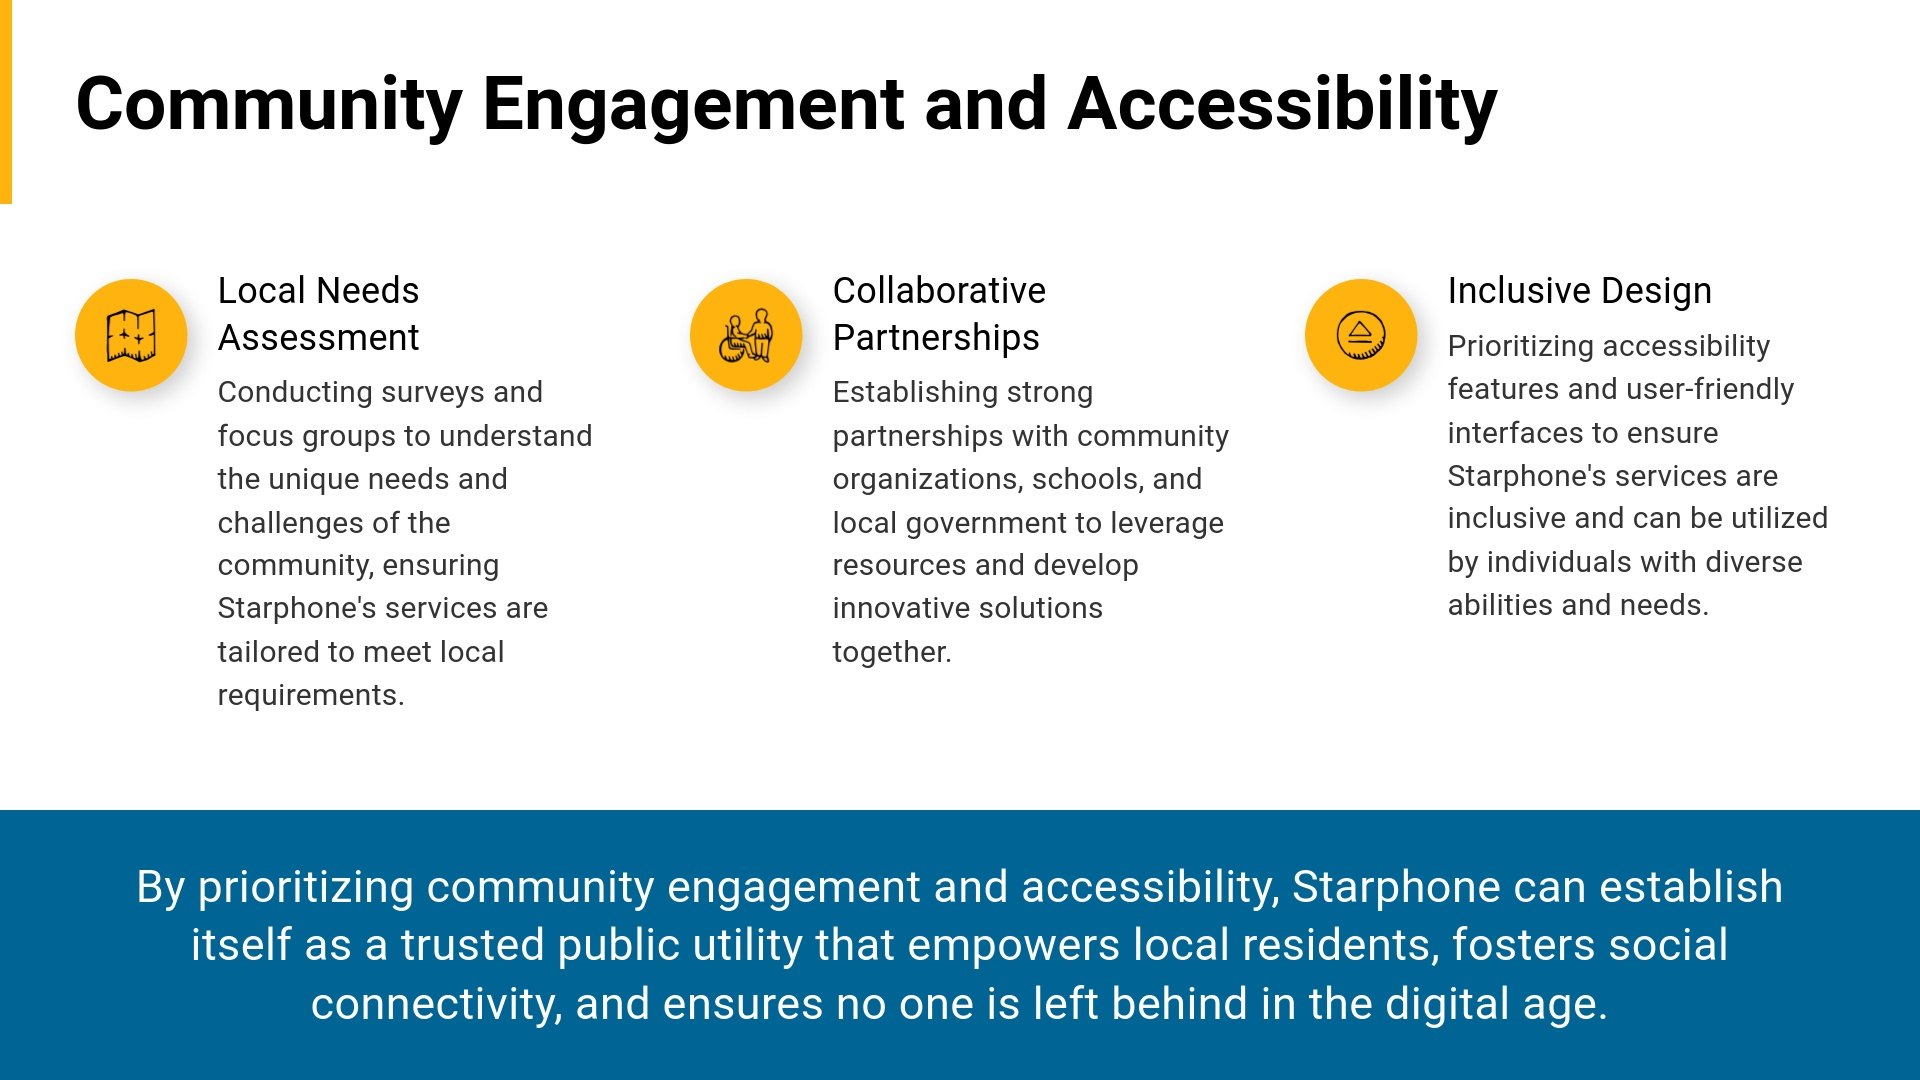 Community Engagement and Accessibility
Local Needs
Assessment
Conducting surveys and
focus groups to understand
the unique needs and
challenges of the
community, ensuring
Starphone's services are
tailored to meet local
requirements.
Collaborative
Partnerships
Establishing strong
partnerships with community
organizations, schools, and
local government to leverage
resources and develop
innovative solutions
together.
Inclusive Design
Prioritizing accessibility
features and user-friendly
interfaces to ensure
Starphone's services are
inclusive and can be utilized
by individuals with diverse
abilities and needs.
By prioritizing community engagement and accessibility, Starphone can establish
itself as a trusted public utility that empowers local residents, fosters social
connectivity, and ensures no one is left behind in the digital age.